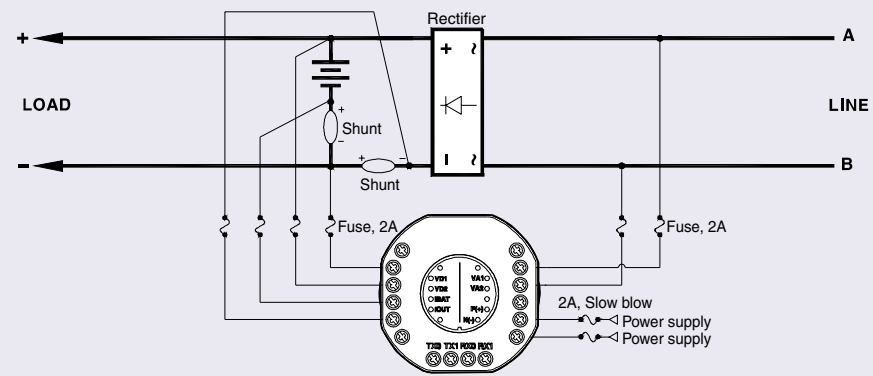 Rectifier
+
+
~
A
LOAD
LINE
+
Shunt
−
+
−
−
−
~
B
Shunt
Fuse, 2A
Fuse, 2A
VD1
VA1
VD2
VA2
IBAT
IOUT
P(+)
N(-)
2A, Slow blow
Power supply
Power supply
TX0 TX1 RX0 RX1